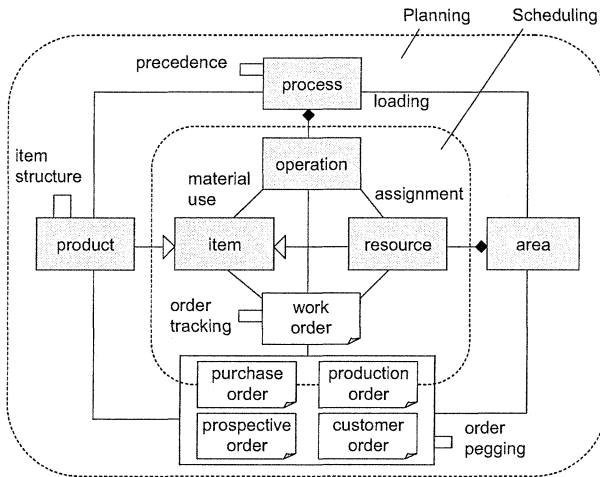 Planning
Scheduling
precedence
process
loading
item
structure
operation
material
use
assignment
product
item
resource
area
order
tracking
work
order
purchase
order
production
order
prospective
order
customer
order
order
pegging